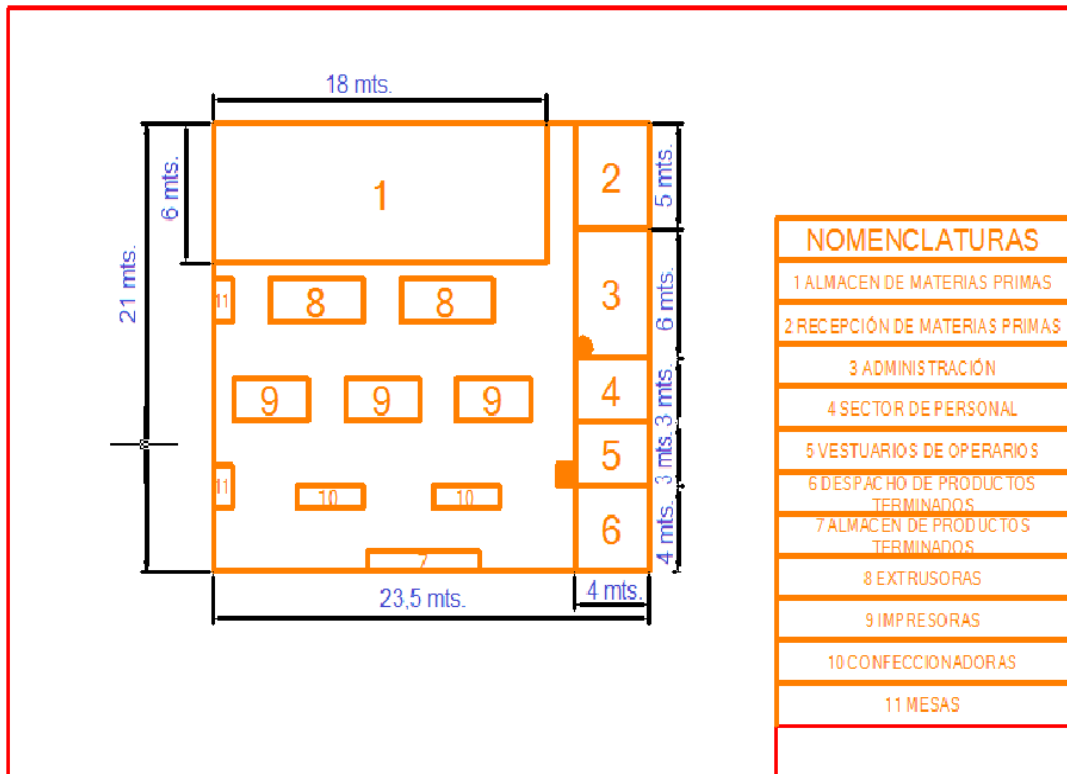 18 mts.
6 mts.
21 mts.
1
2
5 mts.
3
6 mts.
11
8
8
9
9
9
4
3 mts.
5
3 mts.
11
10
10
6
4 mts.
7
23,5 mts.
4 mts.
NOMENCLATURAS
1 ALMACEN DE MATERIAS PRIMAS
2 RECEPCIÓN DE MATERIAS PRIMAS
3 ADMINISTRACIÓN
4 SECTOR DE PERSONAL
5 VESTUARIOS DE OPERARIOS
6 DESPACHO DE PRODUCTOS
TERMINADOS
7 ALMACEN DE PRODUCTOS
TERMINADOS
8 EXTRUSORAS
9 IMPRESORAS
10 CONFECCIONADORAS
11 MESAS